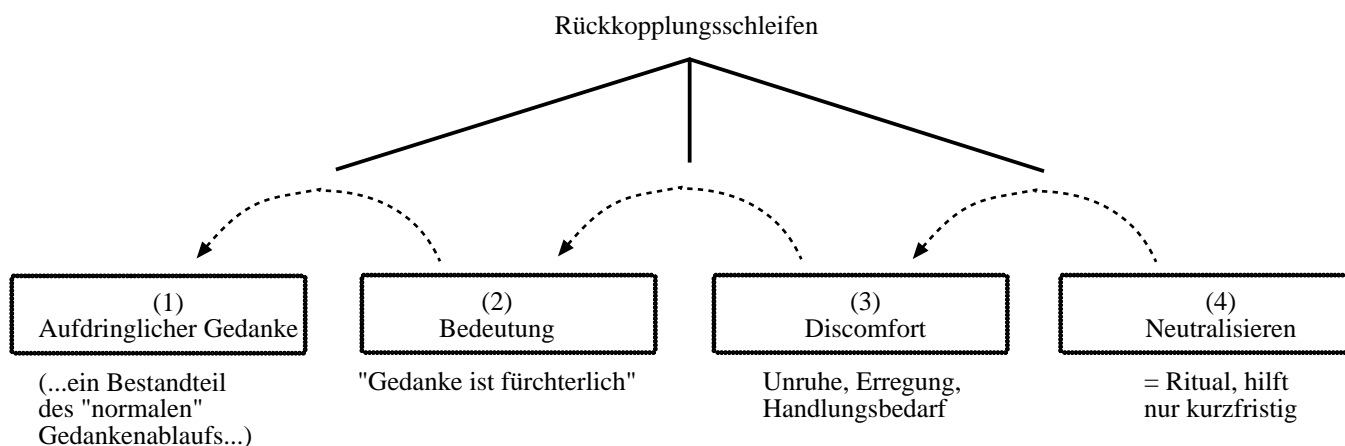 Rückkopplungsschleifen
(1)
Aufdringlicher Gedanke
(...ein Bestandteil
des "normalen"
Gedankenablaufs...)
(2)
Bedeutung
"Gedanke ist fürchterlich"
(3)
Discomfort
Unruhe, Erregung,
Handlungsbedarf
(4)
Neutralisieren
= Ritual, hilft
nur kurzfristig